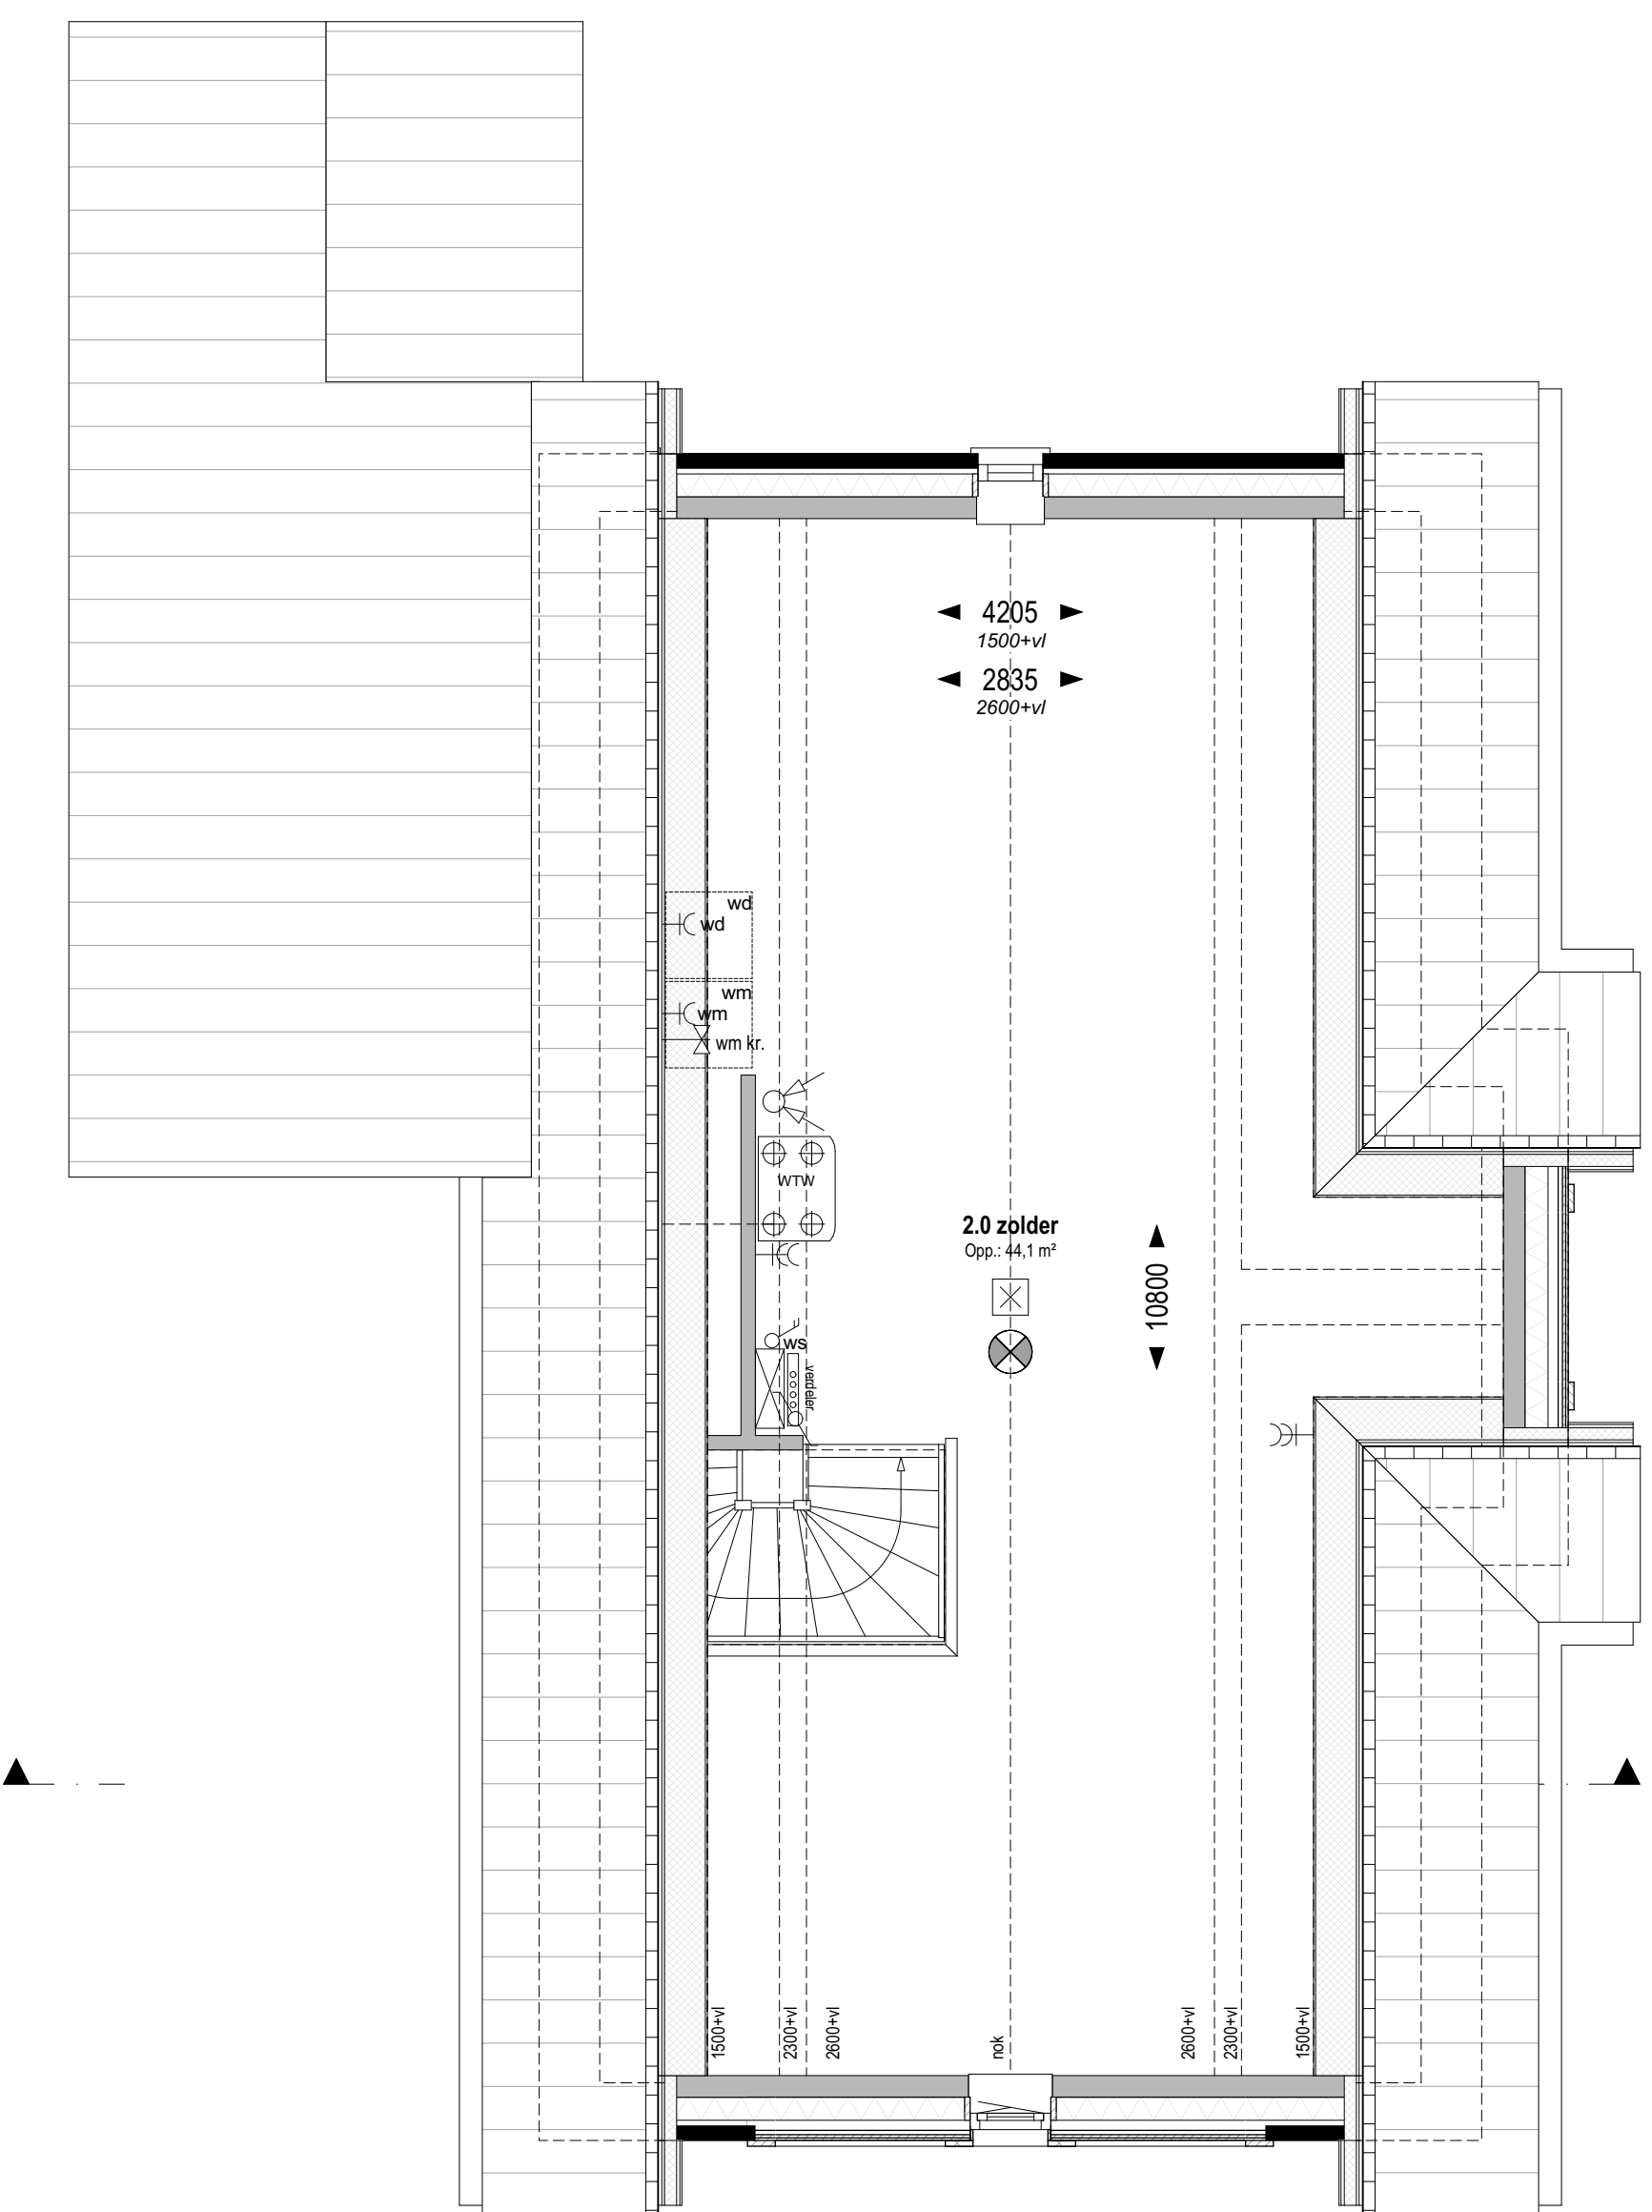 4205
1500+vl
2835
2600+vl
wd
wd
wm
wm
wm kr.
WTW
2.0 zolder
Opp.: 44,1 m²
10800
ws
verdeler
1500+vl
2300+vl
2600+vl
nok
2600+vl
2300+vl
1500+vl